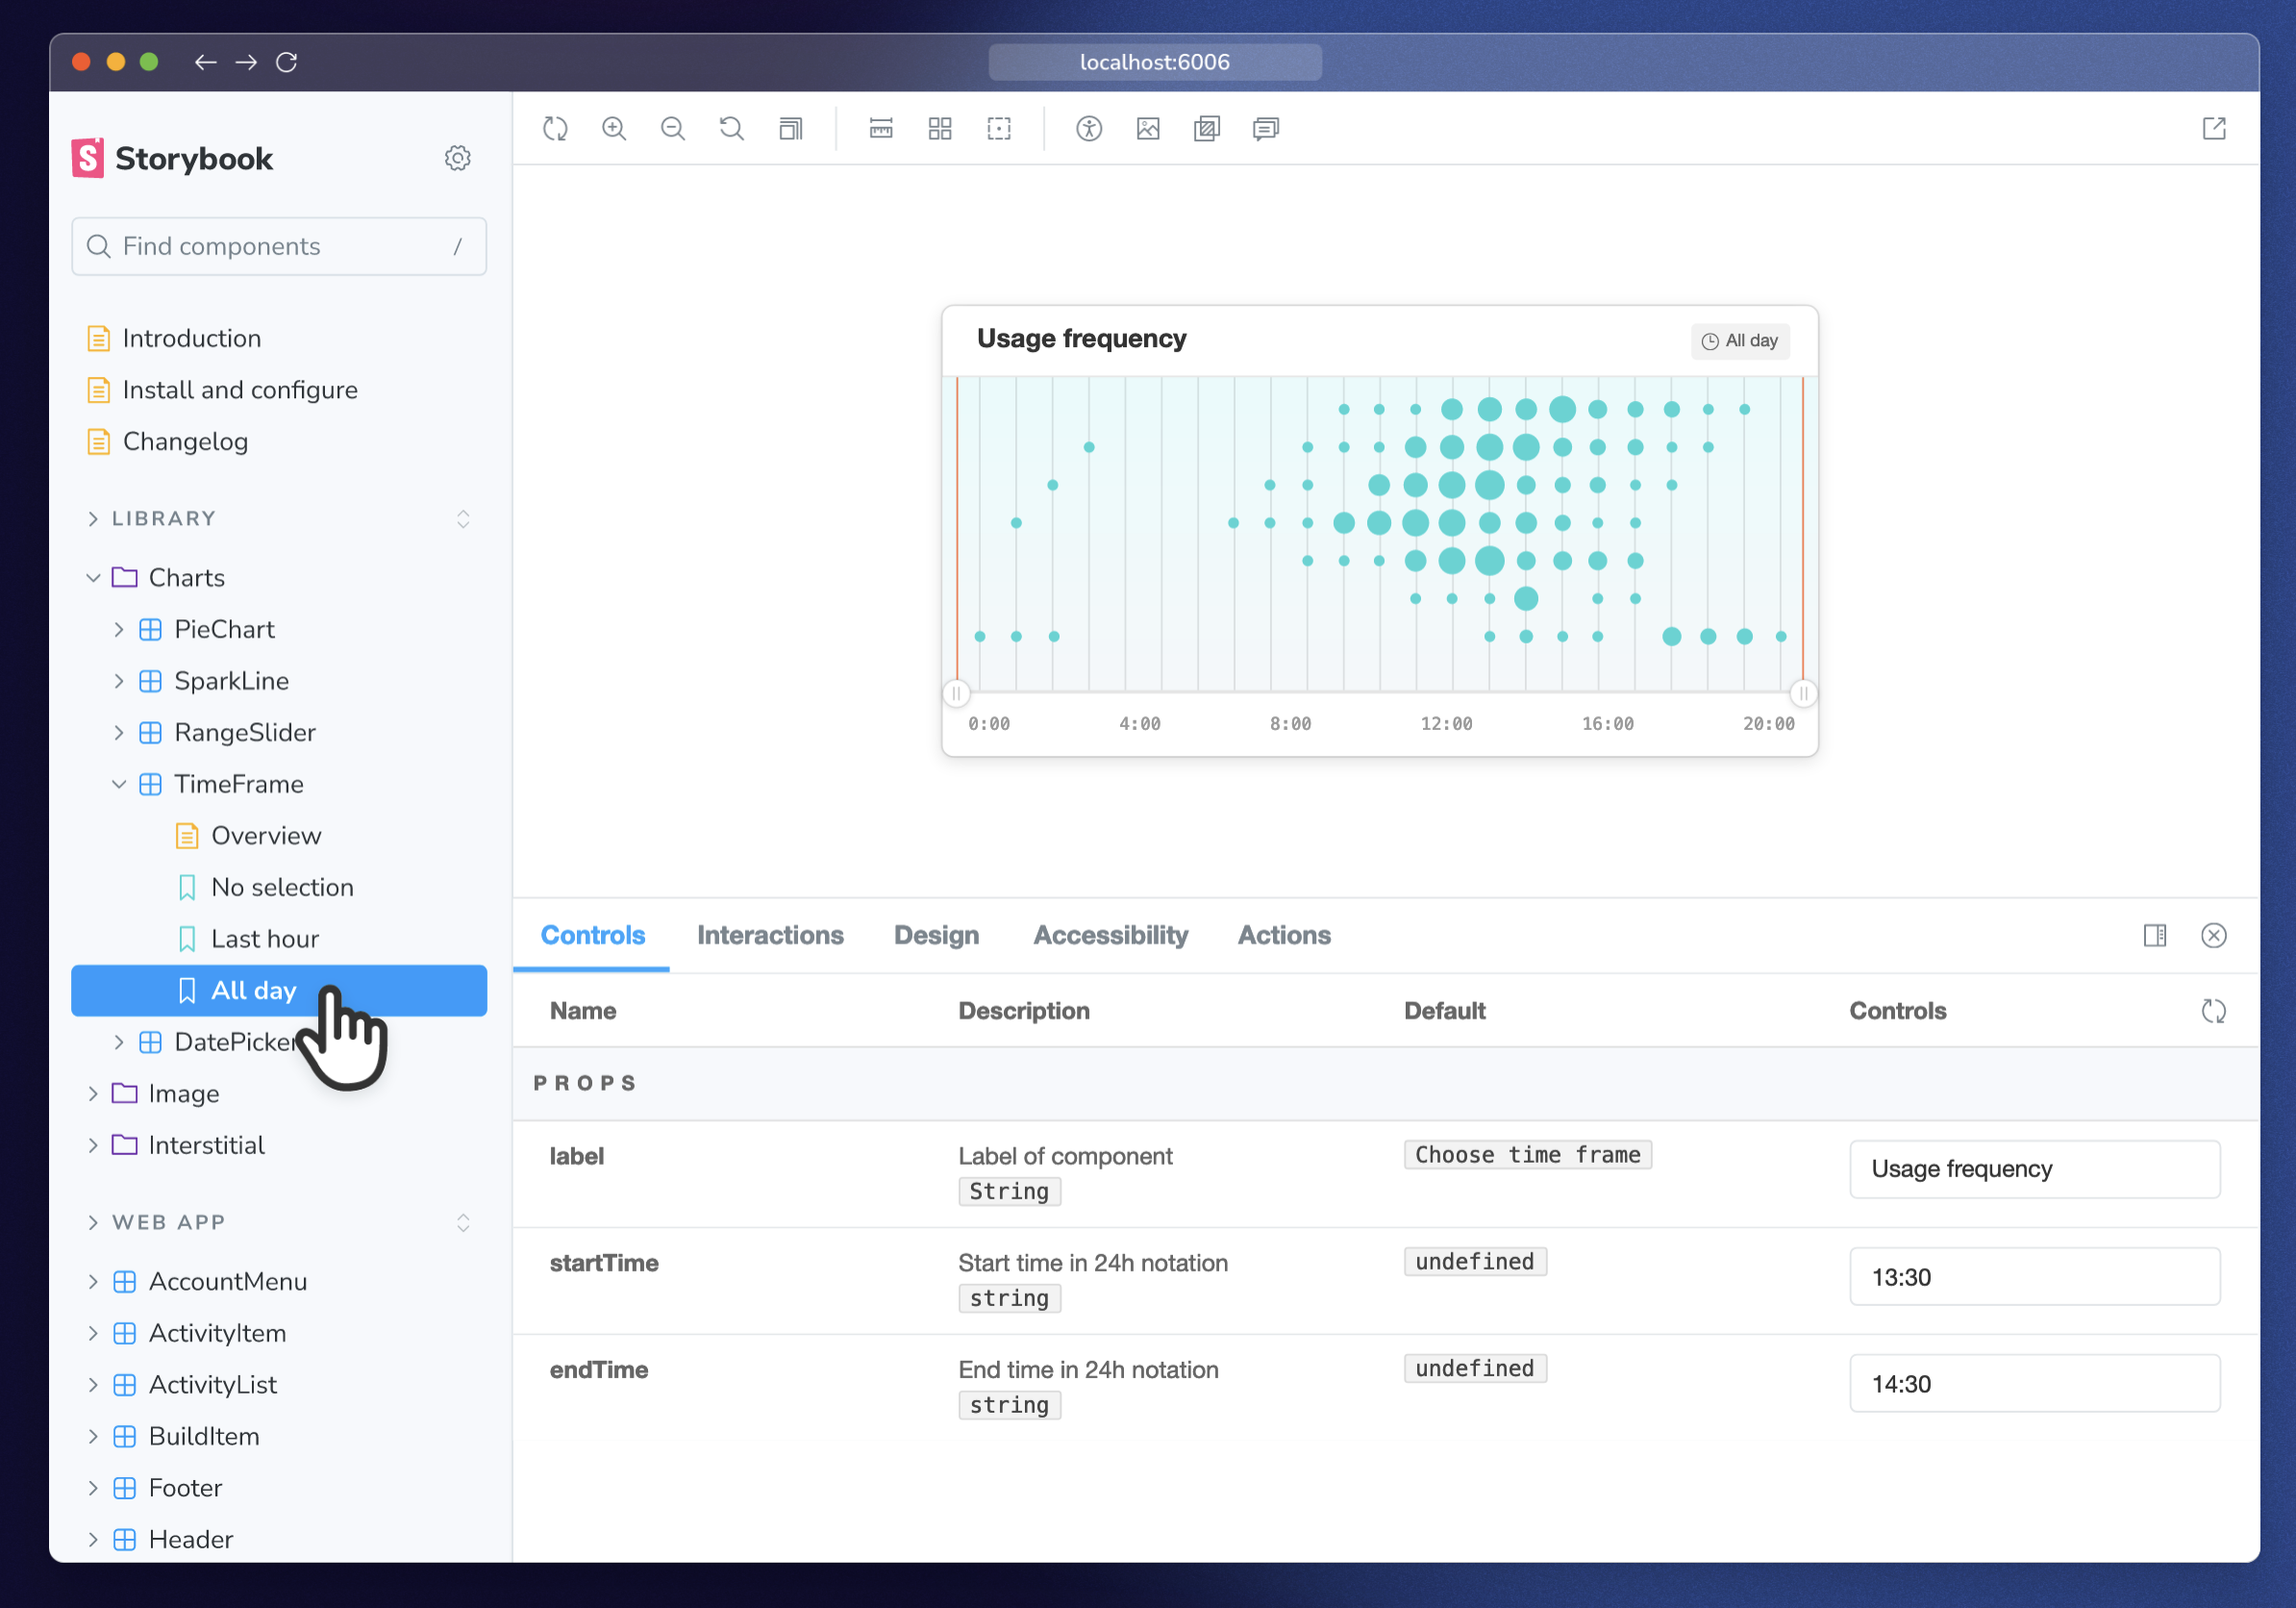 localhost:6006
S
Storybook
Find components /
Introduction
Install and configure
Changelog
LIBRARY
Charts
PieChart
SparkLine
RangeSlider
TimeFrame
Overview
No selection
Last hour
All day
DatePicker
Image
Interstitial
WEB APP
AccountMenu
ActivityItem
ActivityList
BuildItem
Footer
Header
Usage frequency
All day
0:00 4:00 8:00 12:00 16:00 20:00
Controls Interactions Design Accessibility Actions
Name Description Default Controls
PROPS
label Label of component Choose time frame Usage frequency
String
startTime Start time in 24h notation undefined 13:30
string
endTime End time in 24h notation undefined 14:30
string